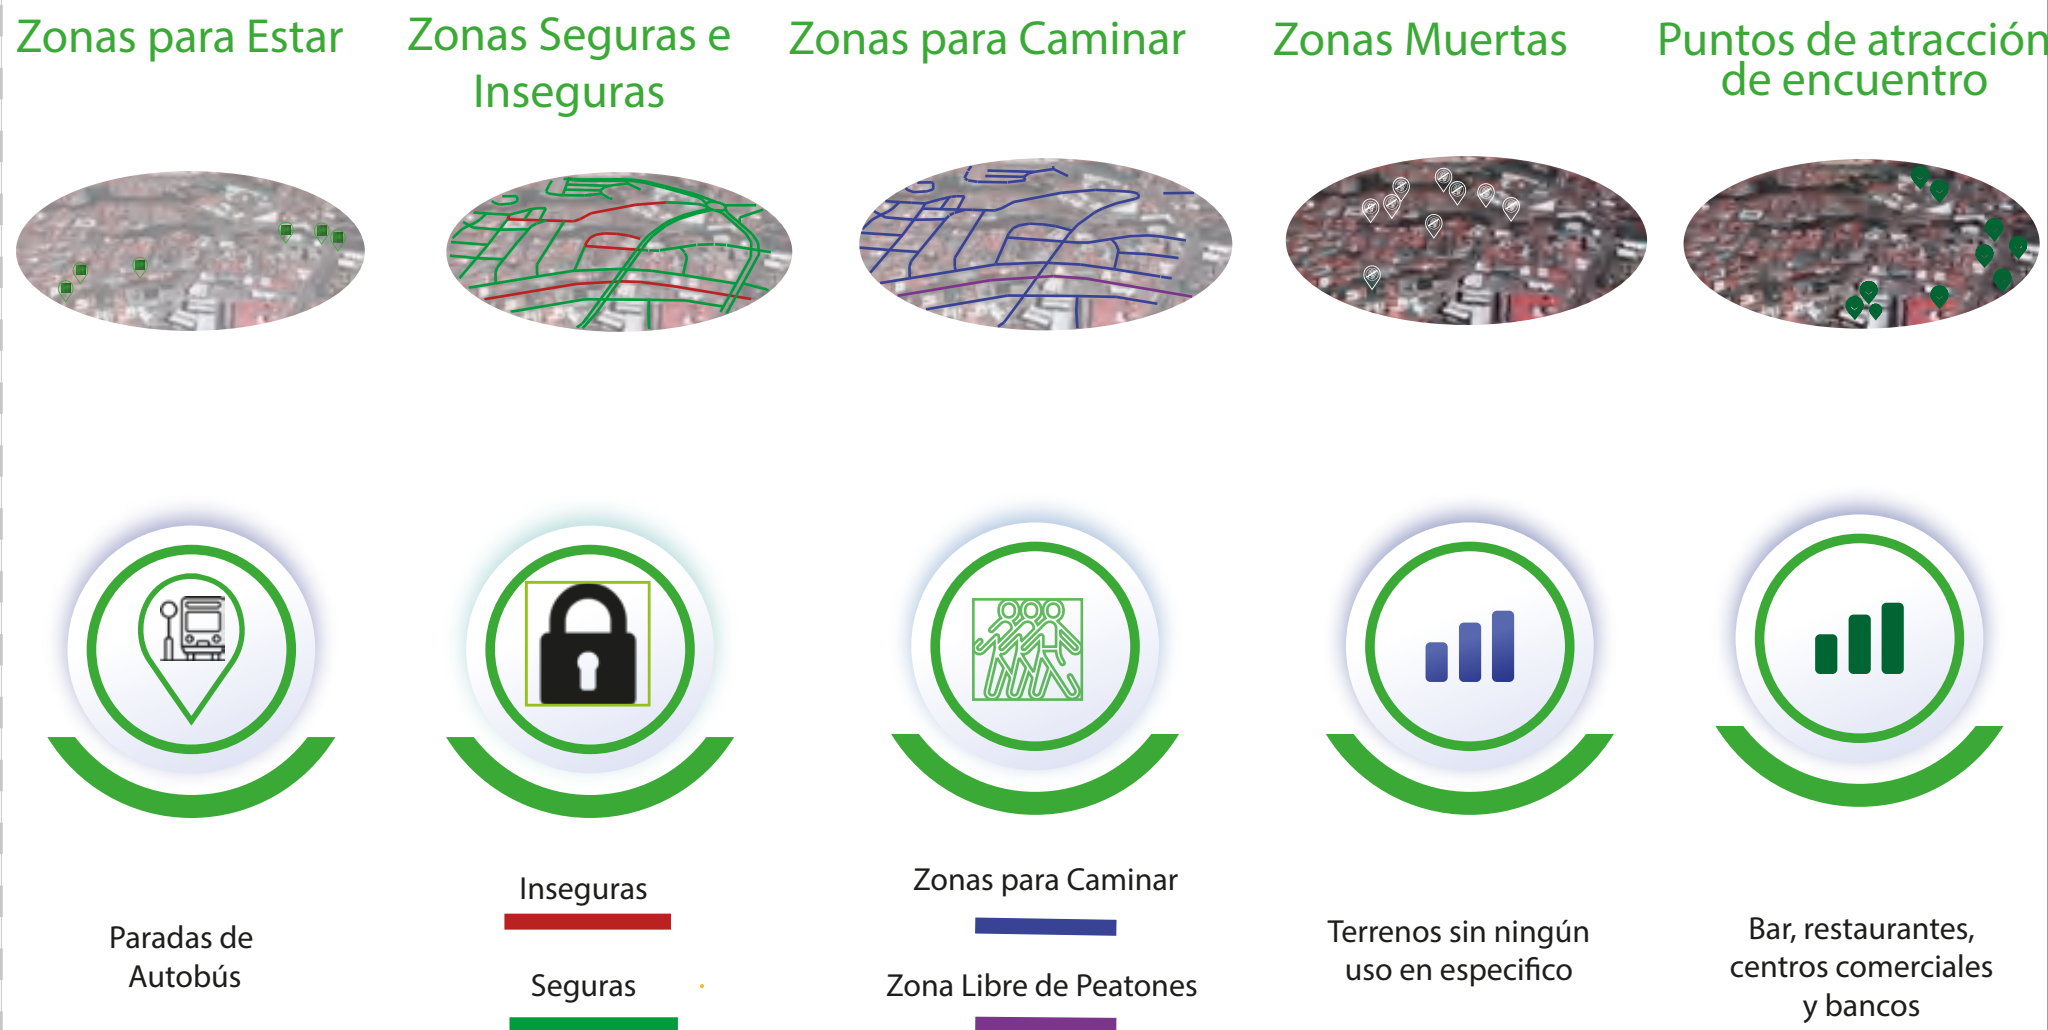 Zonas para Estar
Zonas Seguras e
Inseguras
Zonas para Caminar
Zonas Muertas
Puntos de atracción
de encuentro
Paradas de
Autobús
Inseguras
Seguras
Zonas para Caminar
Zona Libre de Peatones
Terrenos sin ningún
uso en especifico
Bar, restaurantes,
centros comerciales
y bancos